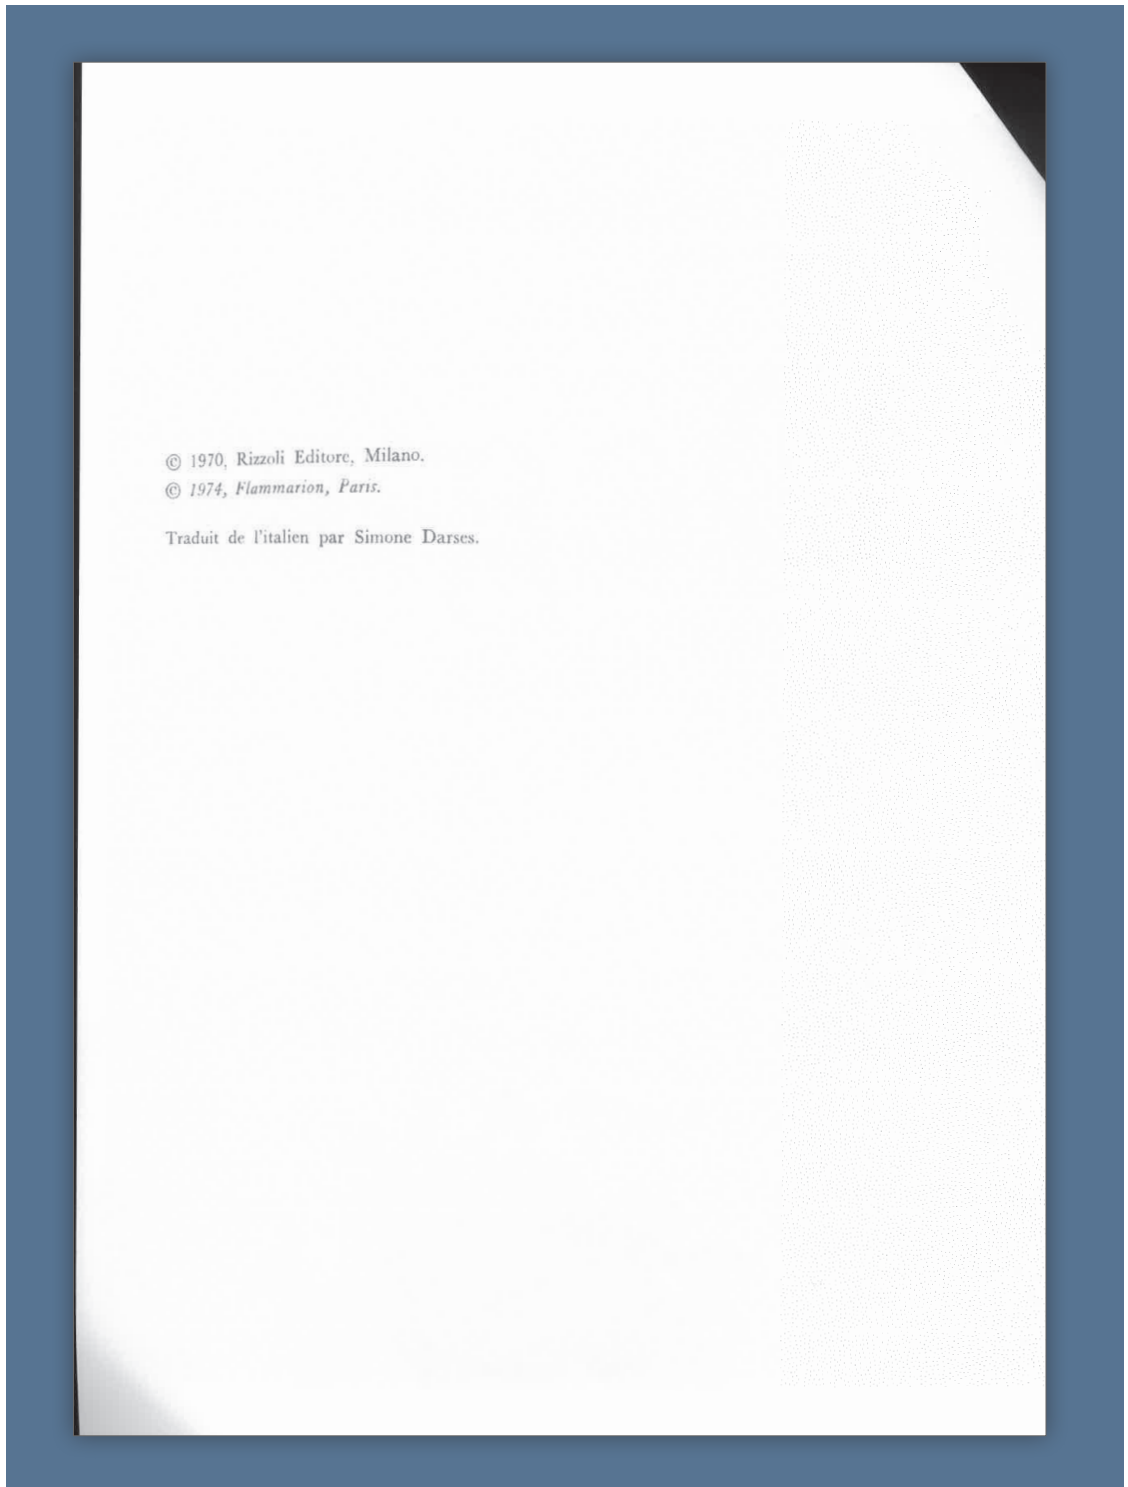 © 1970, Rizzoli Editore, Milano.
© 1974, Flammarion, Paris.
Traduit de l'italien par Simone Darses.